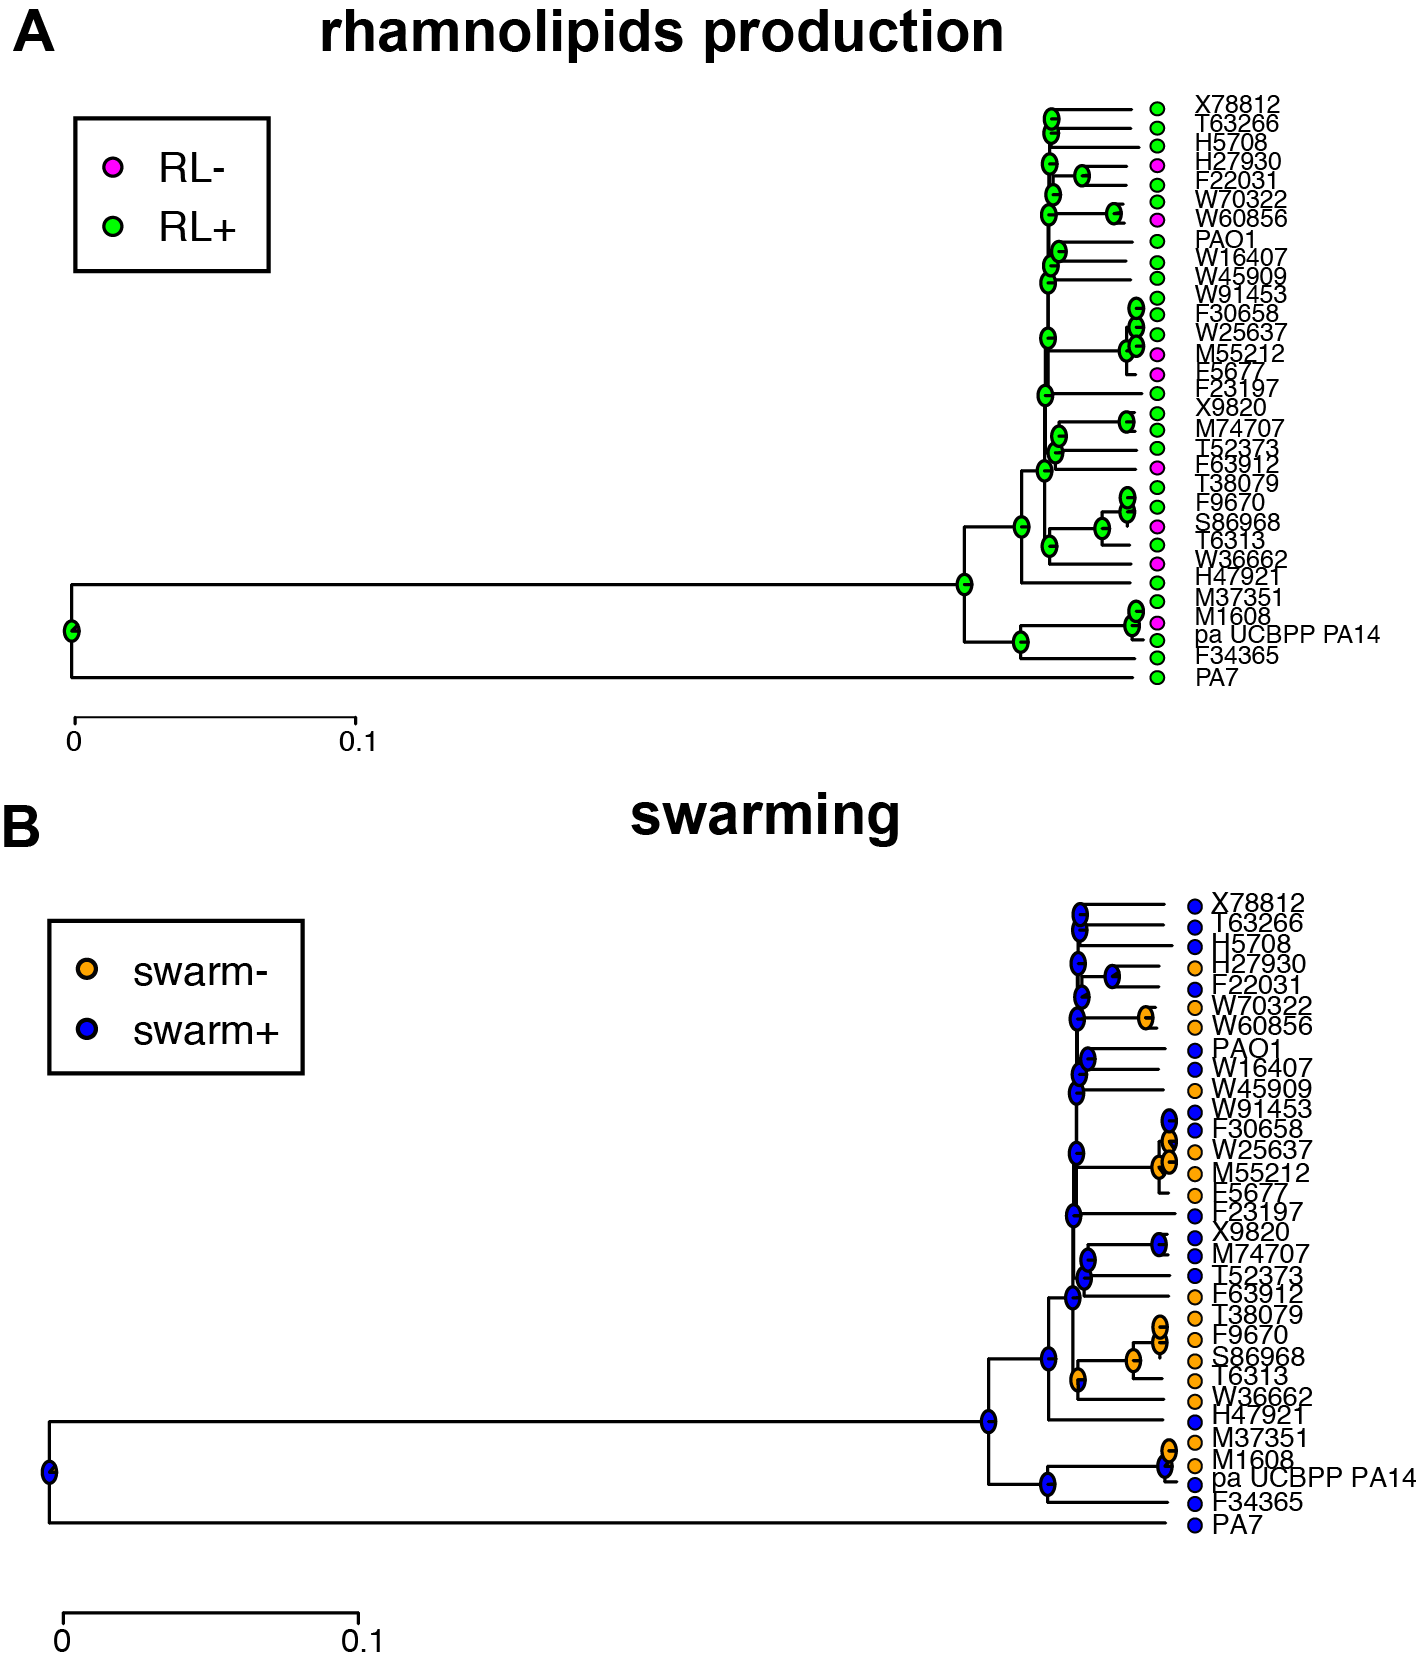 A
rhamnolipids production
RL-
RL+
X78812
T63266
H5708
H27930
F22031
W70322
W60856
PAO1
W16407
W45909
W91453
F30658
W25637
M55212
F5677
F23197
X9820
M74707
T52373
F63912
T38079
F9670
S86968
T6313
W36662
H47921
M37351
M1608
pa UCBPP PA14
F34365
PA7
0
0.1
B
swarming
swarm-
swarm+
X78812
T63266
H5708
H27930
F22031
W70322
W60856
PAO1
W16407
W45909
W91453
F30658
W25637
M55212
F5677
F23197
X9820
M74707
T52373
F63912
T38079
F9670
S86968
T6313
W36662
H47921
M37351
M1608
pa UCBPP PA14
F34365
PA7
0
0.1